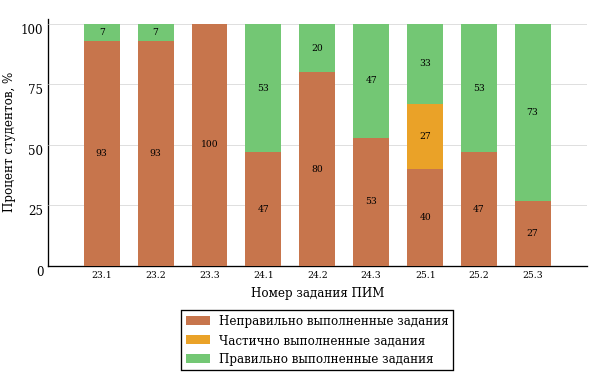 Процент студентов, %
100
75
50
25
0
7 7 53 20 47 33 53 73
93 93 100 47 80 53 27 40 47 27
23.1 23.2 23.3 24.1 24.2 24.3 25.1 25.2 25.3
Номер задания ПИМ
Неправильно выполненные задания
Частично выполненные задания
Правильно выполненные задания